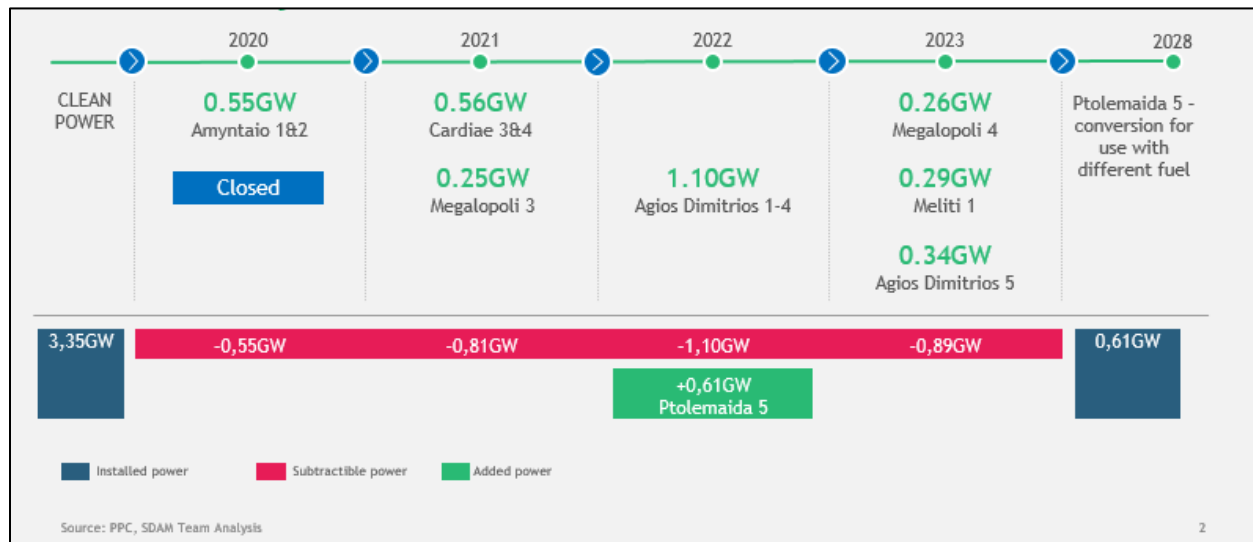 2020
2021
2022
2023
2028
CLEAN
POWER
0.55GW
Amyntaio 1&2
Closed
0.56GW
Cardiae 3&4
0.25GW
Megalopoli 3
1.10GW
Agios Dimitrios 1-4
0.26GW
Megalopoli 4
0.29GW
Meliti 1
0.34GW
Agios Dimitrios 5
Ptolemaida 5 -
conversion for
use with
different fuel
3,35GW
-0,55GW
-0,81GW
-1,10GW
-0,89GW
0,61GW
+0,61GW
Ptolemaida 5
Installed power
Subtractible power
Added power
Source: PPC, SDAM Team Analysis
2